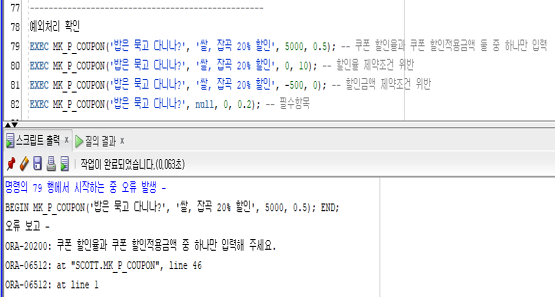 77 --------------------------------------------------
78 예외처리 확인
79 EXEC MK_P_COUPON('밥은 묵고 다니나?', '쌀, 잡곡 20% 할인', 5000, 0.5); -- 쿠폰 할인율과 쿠폰 할인적용금액 둘 중 하나만 입력
80 EXEC MK_P_COUPON('밥은 묵고 다니나?', '쌀, 잡곡 20% 할인', 0, 10); -- 할인율 제약조건 위반
81 EXEC MK_P_COUPON('밥은 묵고 다니나?', '쌀, 잡곡 20% 할인', -500, 0); -- 할인금액 제약조건 위반
82 EXEC MK_P_COUPON('밥은 묵고 다니나?', null, 0, 0.2); -- 필수항목
스크립트 출력 × 질의 결과 ×
작업이 완료되었습니다.(0.063초)
명령의 79 행에서 시작하는 중 오류 발생 -
BEGIN MK_P_COUPON('밥은 묵고 다니나?', '쌀, 잡곡 20% 할인', 5000, 0.5); END;
오류 보고 -
ORA-20200: 쿠폰 할인율과 쿠폰 할인적용금액 중 하나만 입력해 주세요.
ORA-06512: at "SCOTT.MK_P_COUPON", line 46
ORA-06512: at line 1